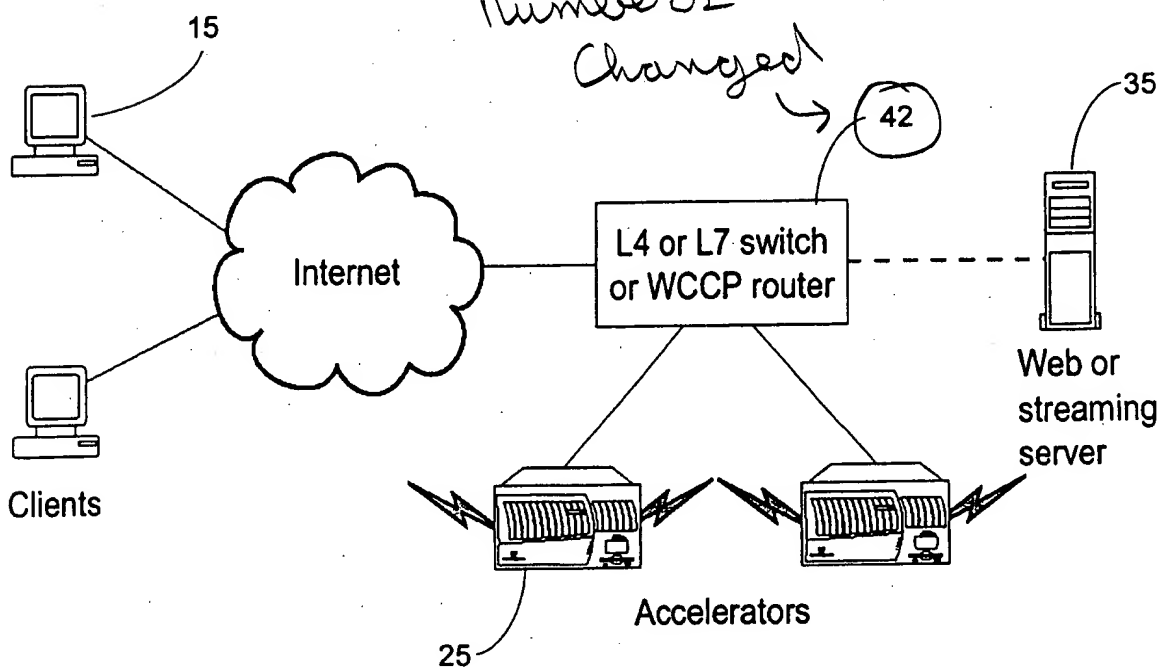 15
Changed
42
35
L4 or L7 switch
or WCCP router
Internet
Web or
streaming
server
Clients
Accelerators
25